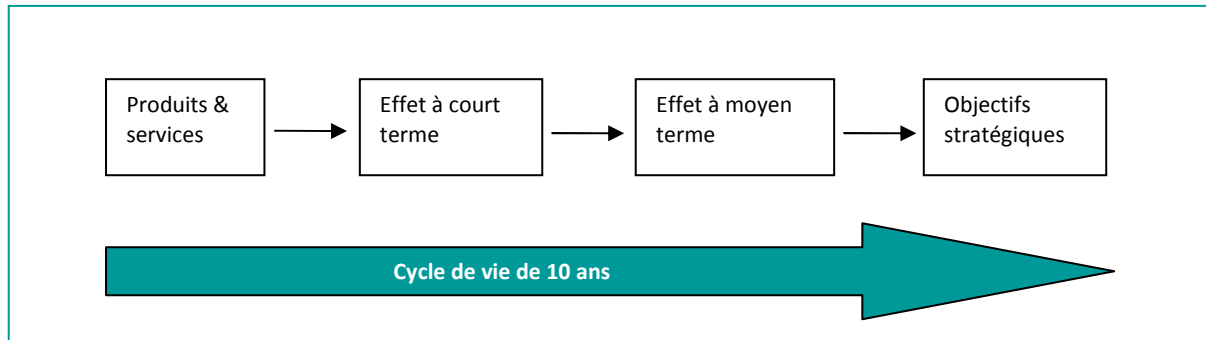 Produits &
services
Effet à court
terme
Effet à moyen
terme
Objectifs
stratégiques
Cycle de vie de 10 ans